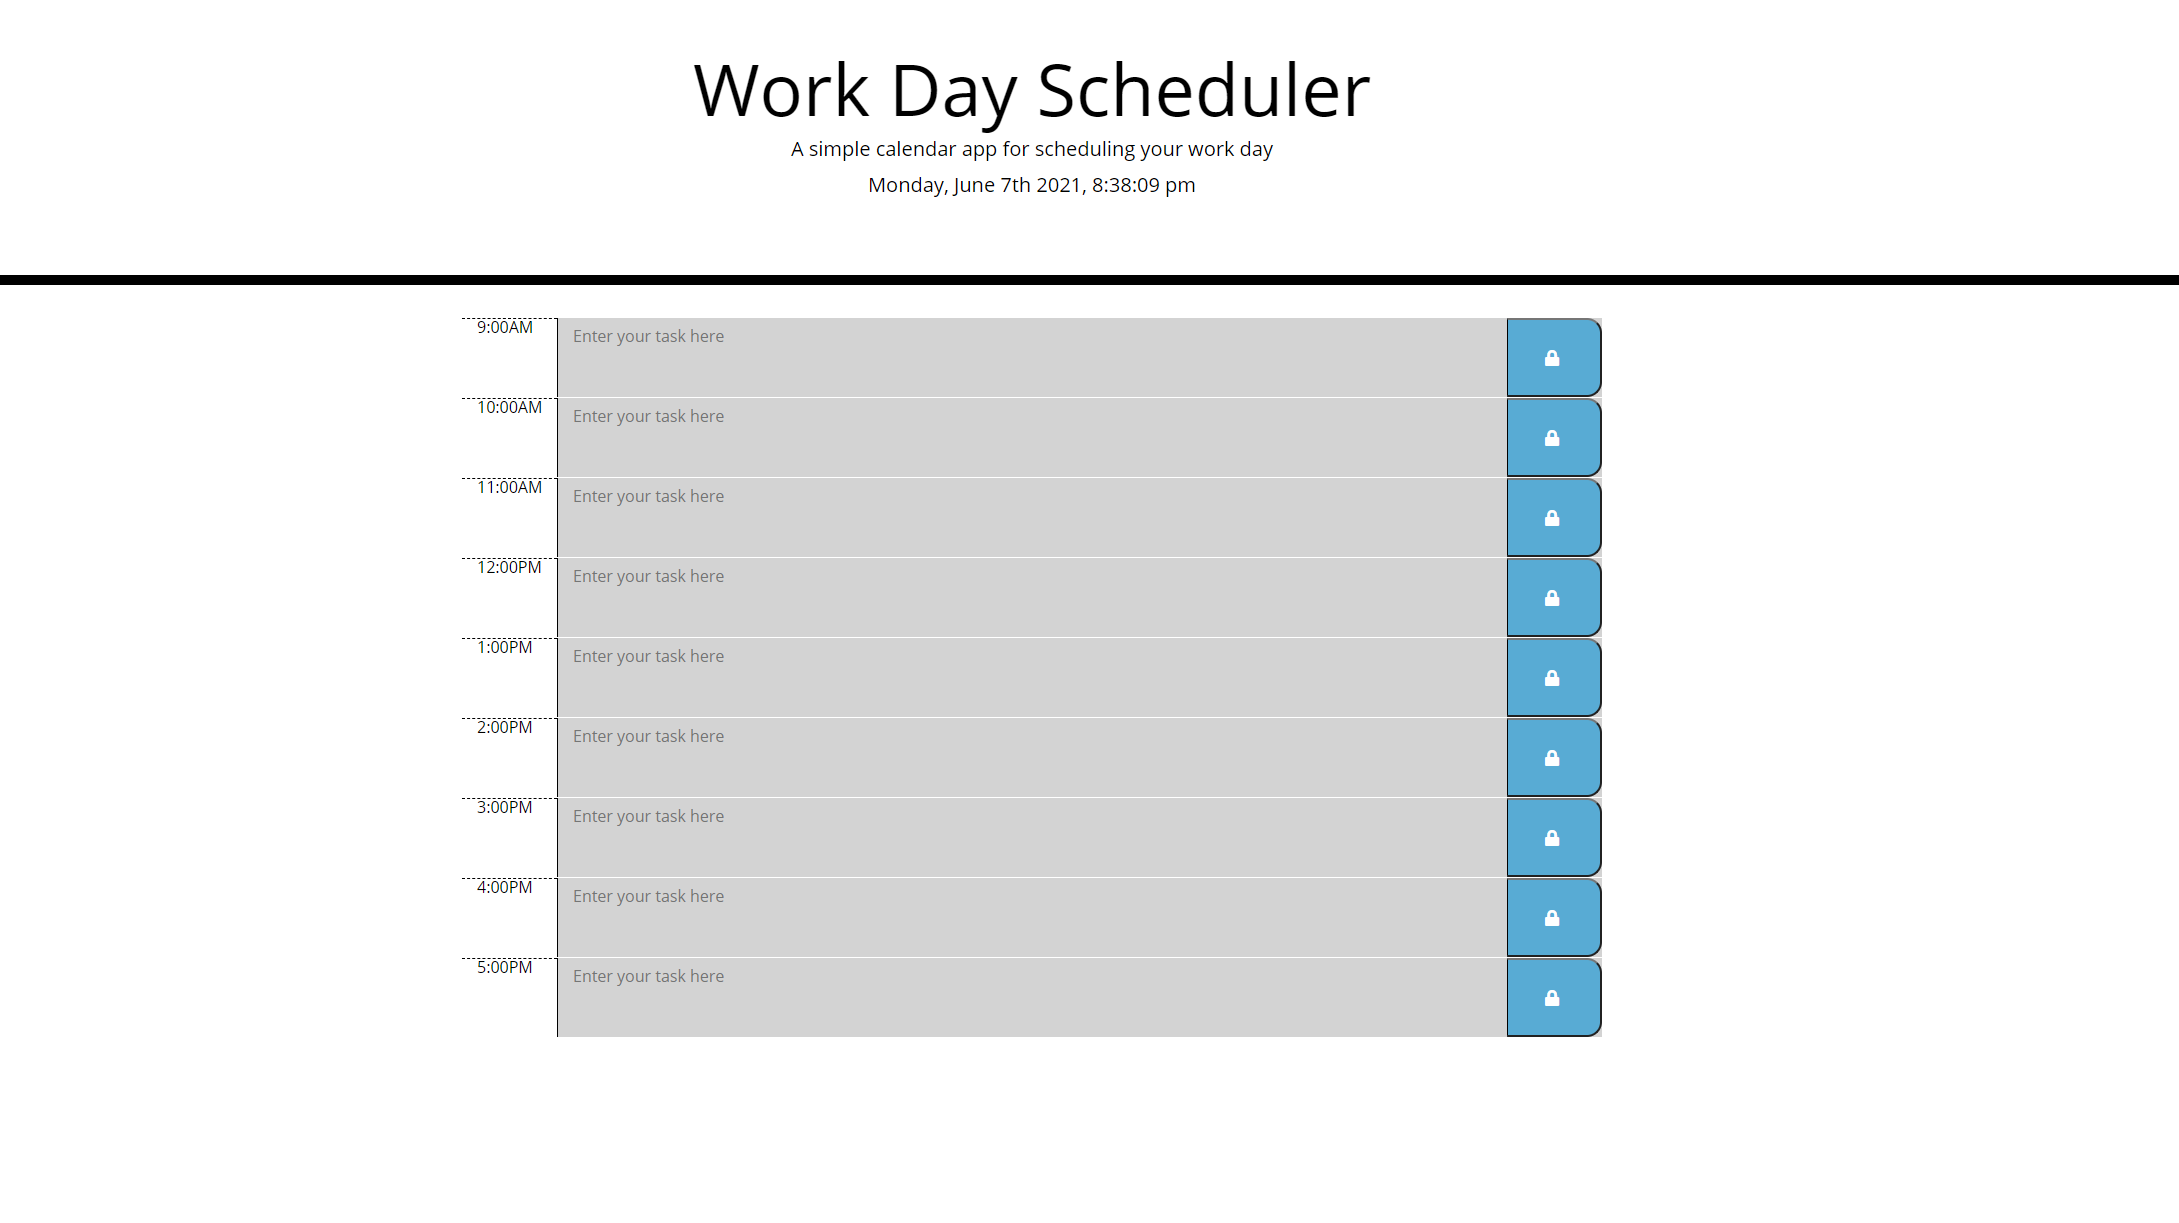 Work Day Scheduler
A simple calendar app for scheduling your work day
Monday, June 7th 2021, 8:38:09 pm
9:00AM Enter your task here
10:00AM Enter your task here
11:00AM Enter your task here
12:00PM Enter your task here
1:00PM Enter your task here
2:00PM Enter your task here
3:00PM Enter your task here
4:00PM Enter your task here
5:00PM Enter your task here